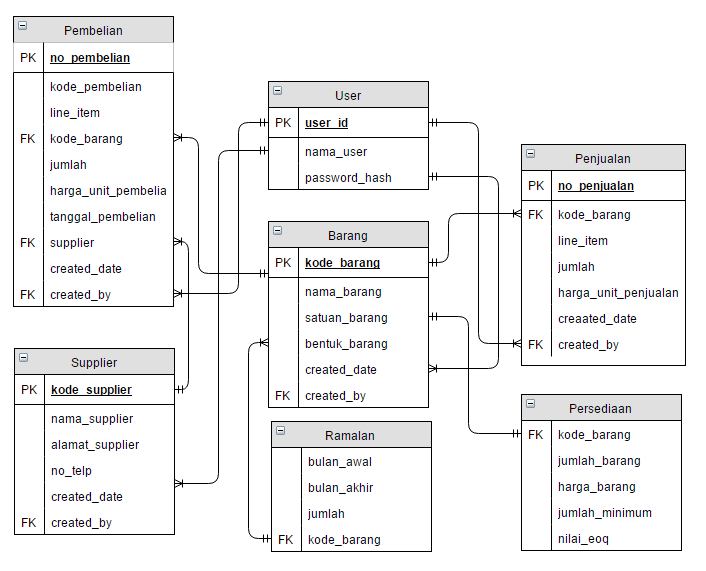 Pembelian
PK no_pembelian
kode_pembelian
line_item
FK kode_barang
jumlah
harga_unit_pembelia
tanggal_pembelian
FK supplier
created_date
FK created_by
Supplier
PK kode_supplier
nama_supplier
alamat_supplier
no_telp
created_date
FK created_by
User
PK user_id
nama_user
password_hash
Barang
PK kode_barang
nama_barang
satuan_barang
bentuk_barang
created_date
FK created_by
Ramalan
bulan_awal
bulan_akhir
jumlah
FK kode_barang
Penjualan
PK no_penjualan
FK kode_barang
line_item
jumlah
harga_unit_penjualan
creaated_date
FK created_by
Persediaan
FK kode_barang
jumlah_barang
harga_barang
jumlah_minimum
nilai_eoq